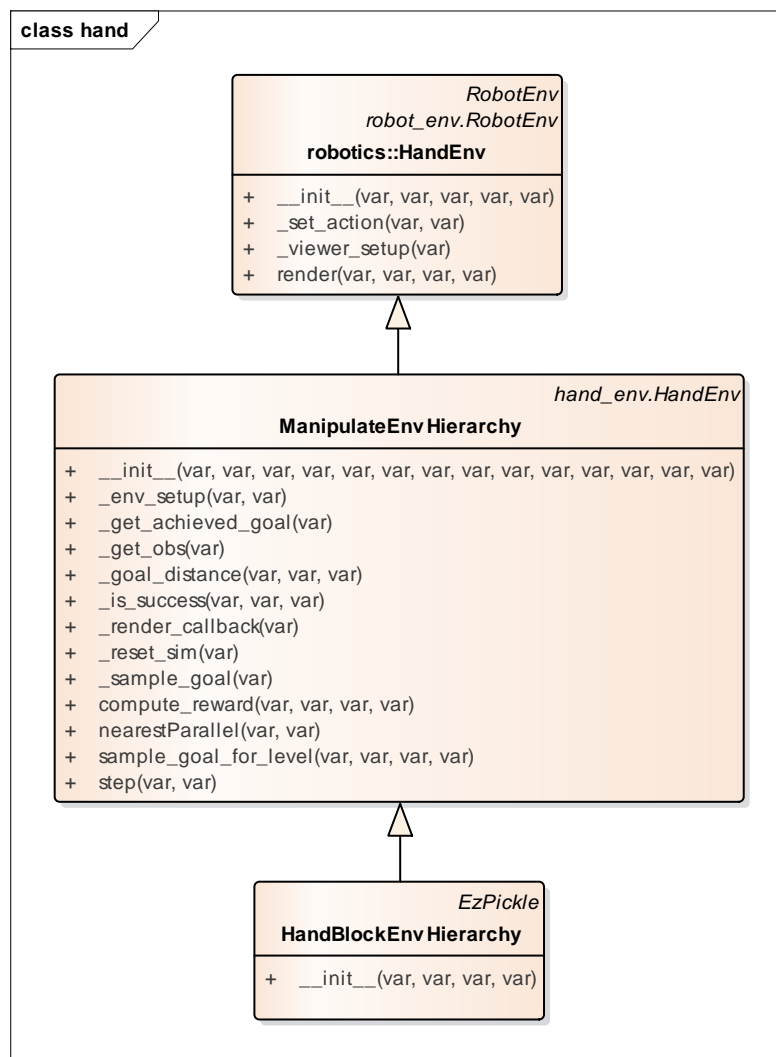 class hand
RobotEnv
robot_env.RobotEnv
robotics::HandEnv
+ __init__(var, var, var, var, var)
+ _set_action(var, var)
+ _viewer_setup(var)
+ render(var, var, var, var)
hand_env.HandEnv
ManipulateEnvHierarchy
+ __init__(var, var, var, var, var, var, var, var, var, var, var, var, var, var)
+ _env_setup(var, var)
+ _get_achieved_goal(var)
+ _get_obs(var)
+ _goal_distance(var, var, var)
+ _is_success(var, var, var)
+ _render_callback(var)
+ _reset_sim(var)
+ _sample_goal(var)
+ compute_reward(var, var, var, var)
+ nearestParallel(var, var)
+ sample_goal_for_level(var, var, var, var)
+ step(var, var)
EzPickle
HandBlockEnvHierarchy
+ __init__(var, var, var, var)